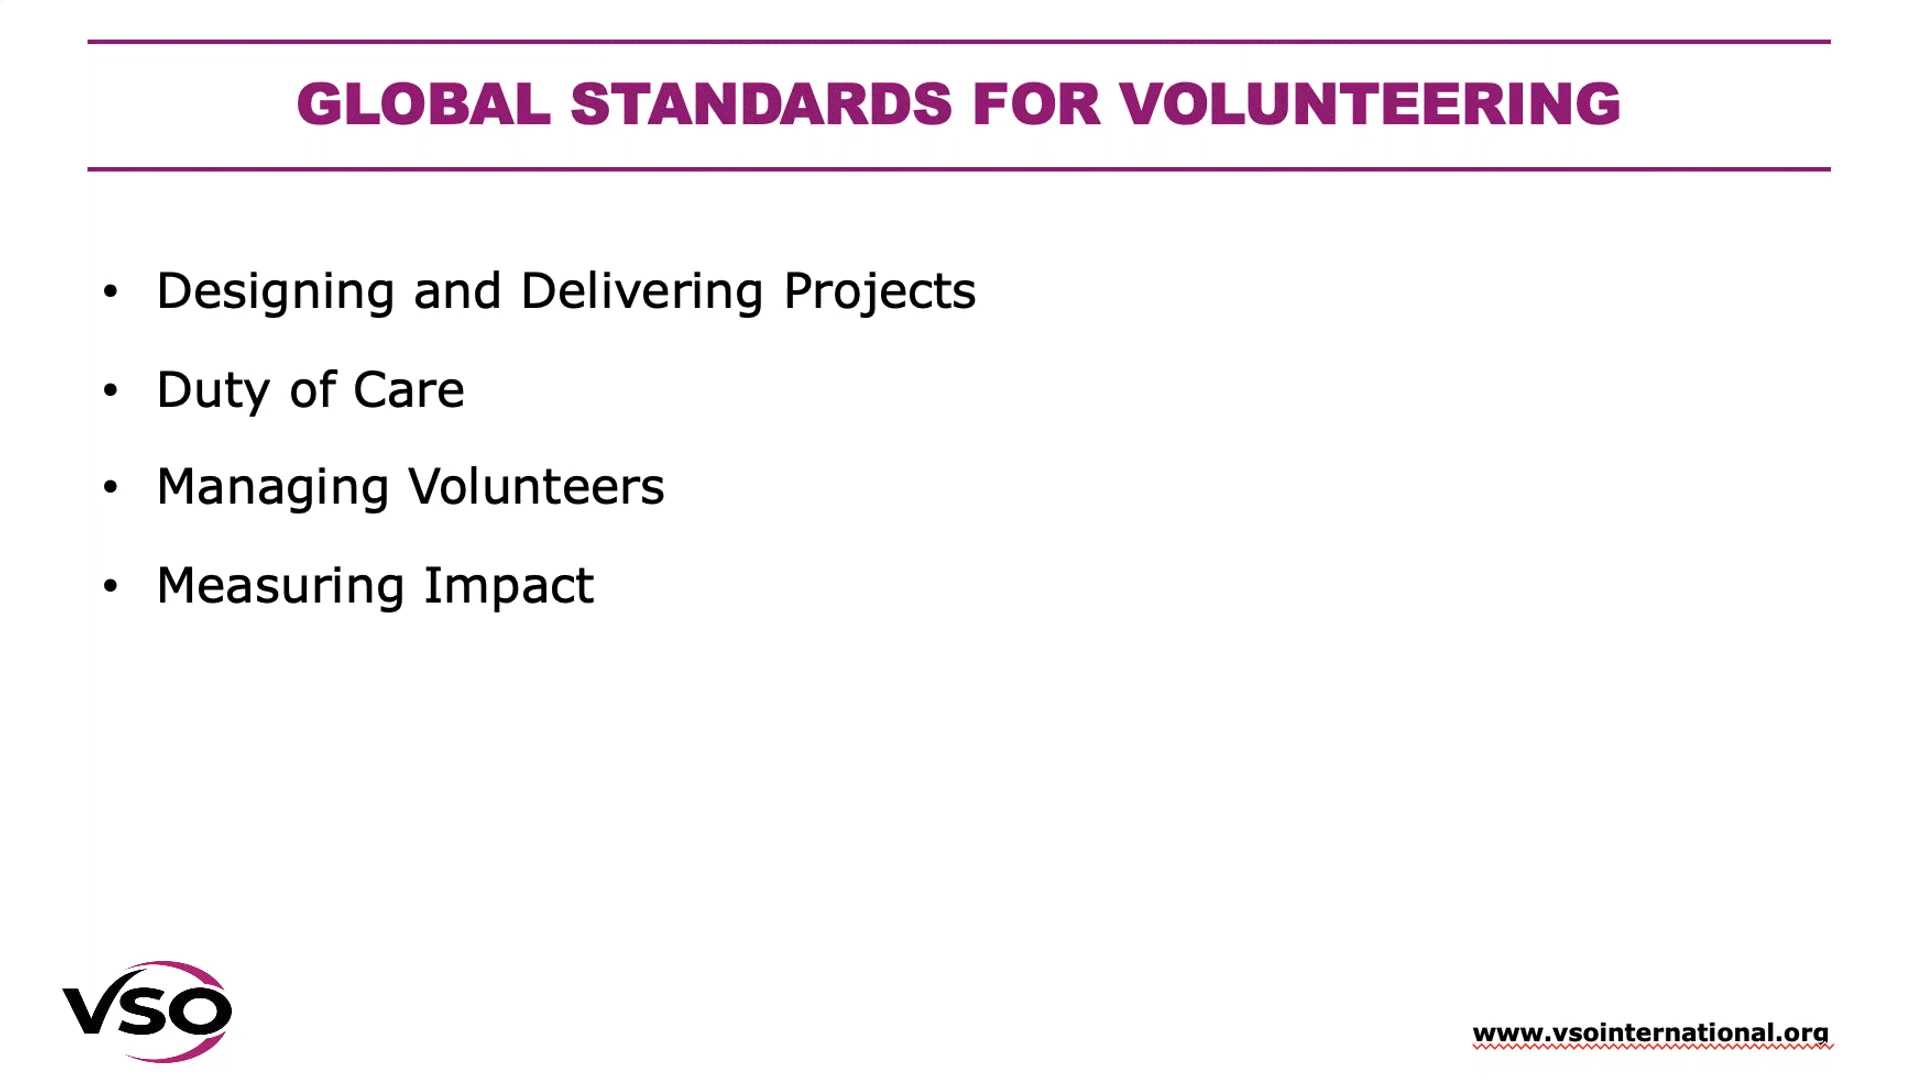 GLOBAL STANDARDS FOR VOLUNTEERING
• Designing and Delivering Projects
• Duty of Care
• Managing Volunteers
• Measuring Impact
VSO
www.vsointernational.org